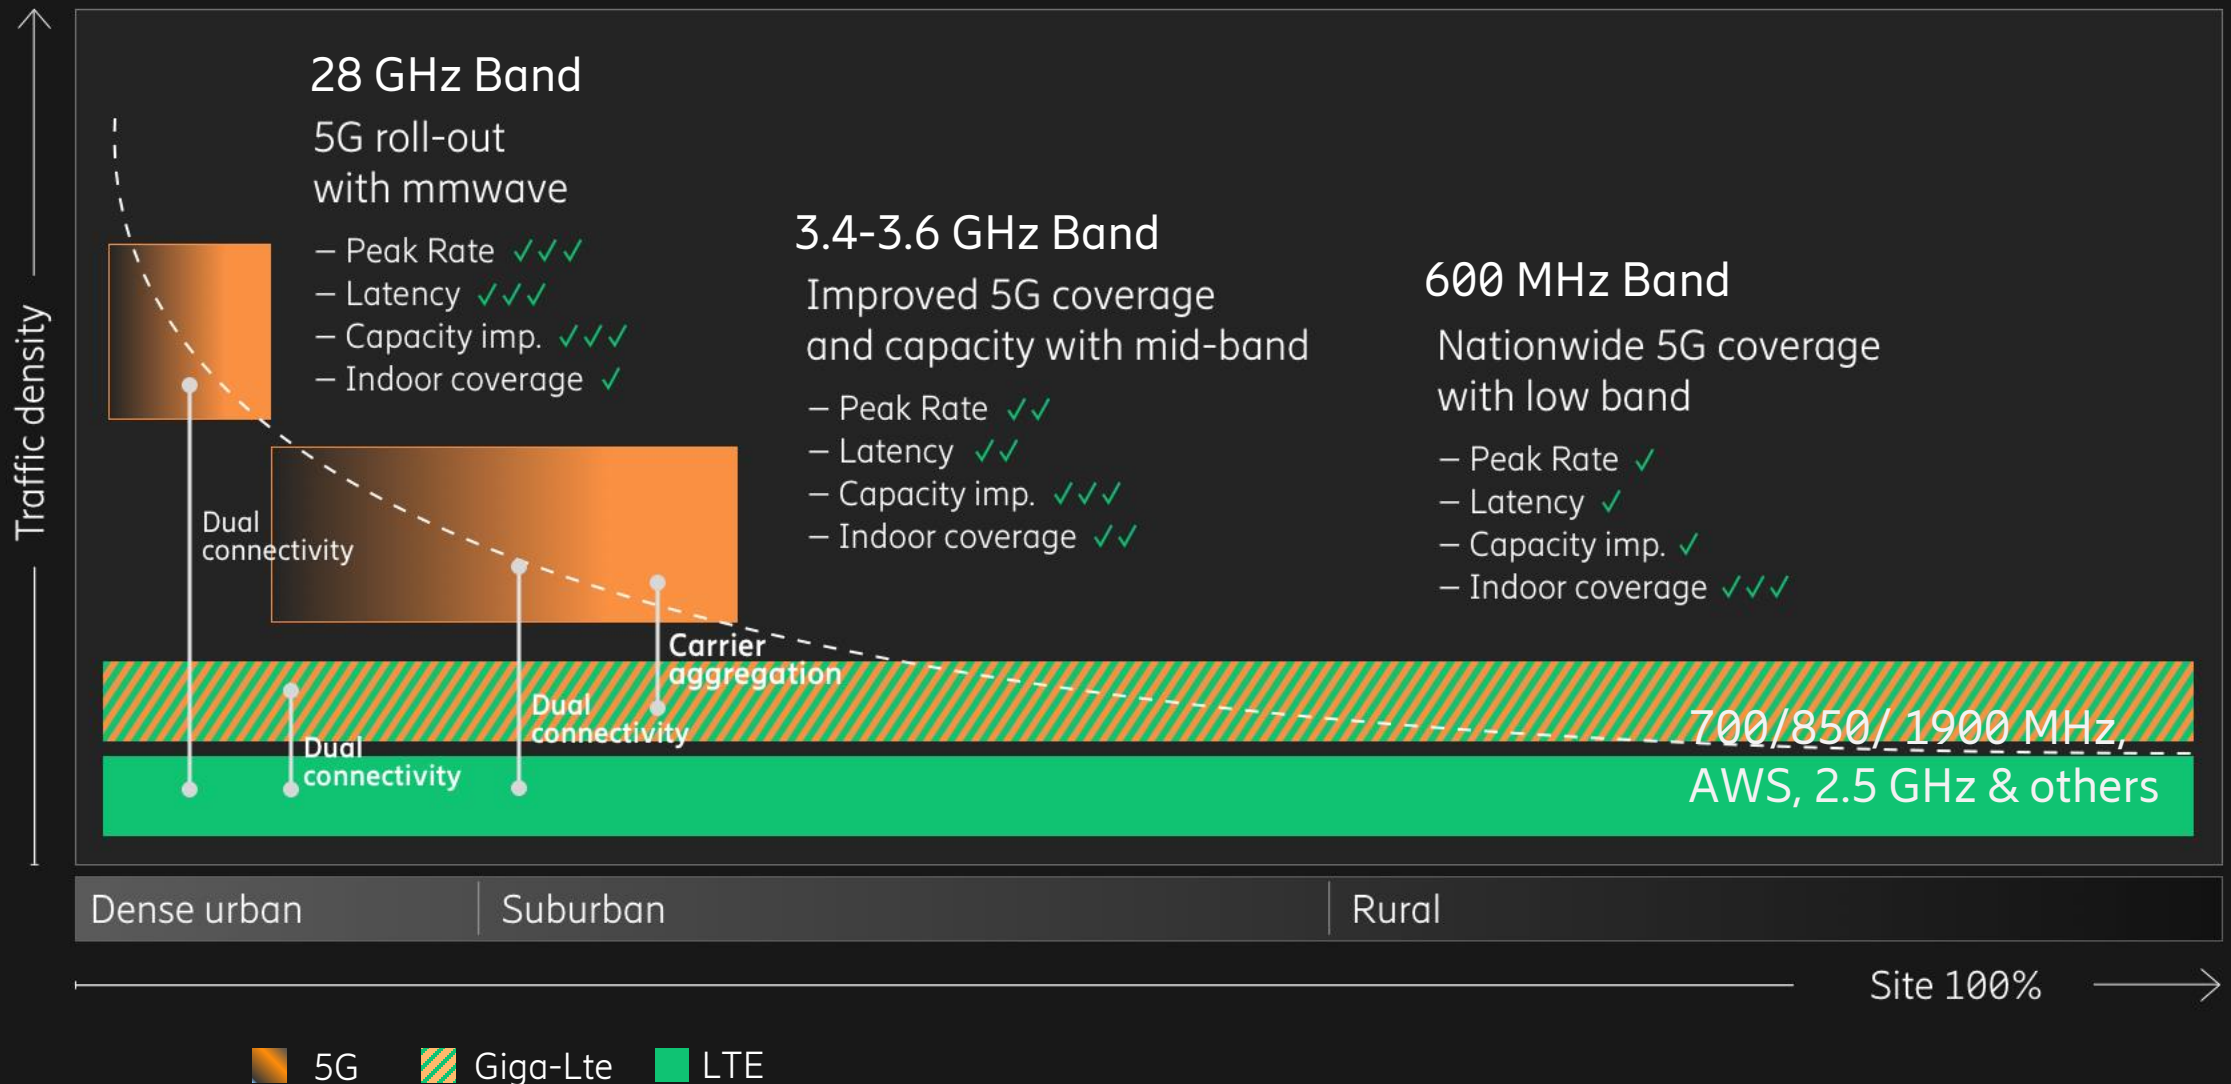 Traffic density
28 GHz Band
5G roll-out
with mmwave
– Peak Rate ✓✓✓
– Latency ✓✓✓
– Capacity imp. ✓✓✓
– Indoor coverage ✓
3.4-3.6 GHz Band
Improved 5G coverage
and capacity with mid-band
– Peak Rate ✓✓
– Latency ✓✓
– Capacity imp. ✓✓✓
– Indoor coverage ✓✓
600 MHz Band
Nationwide 5G coverage
with low band
– Peak Rate ✓
– Latency ✓
– Capacity imp. ✓
– Indoor coverage ✓✓✓
Dual
connectivity
Carrier
aggregation
Dual
connectivity
Dual
connectivity
700/850/ 1900 MHz,
AWS, 2.5 GHz & others
Dense urban
Suburban
Rural
Site 100%
5G
Giga-Lte
LTE